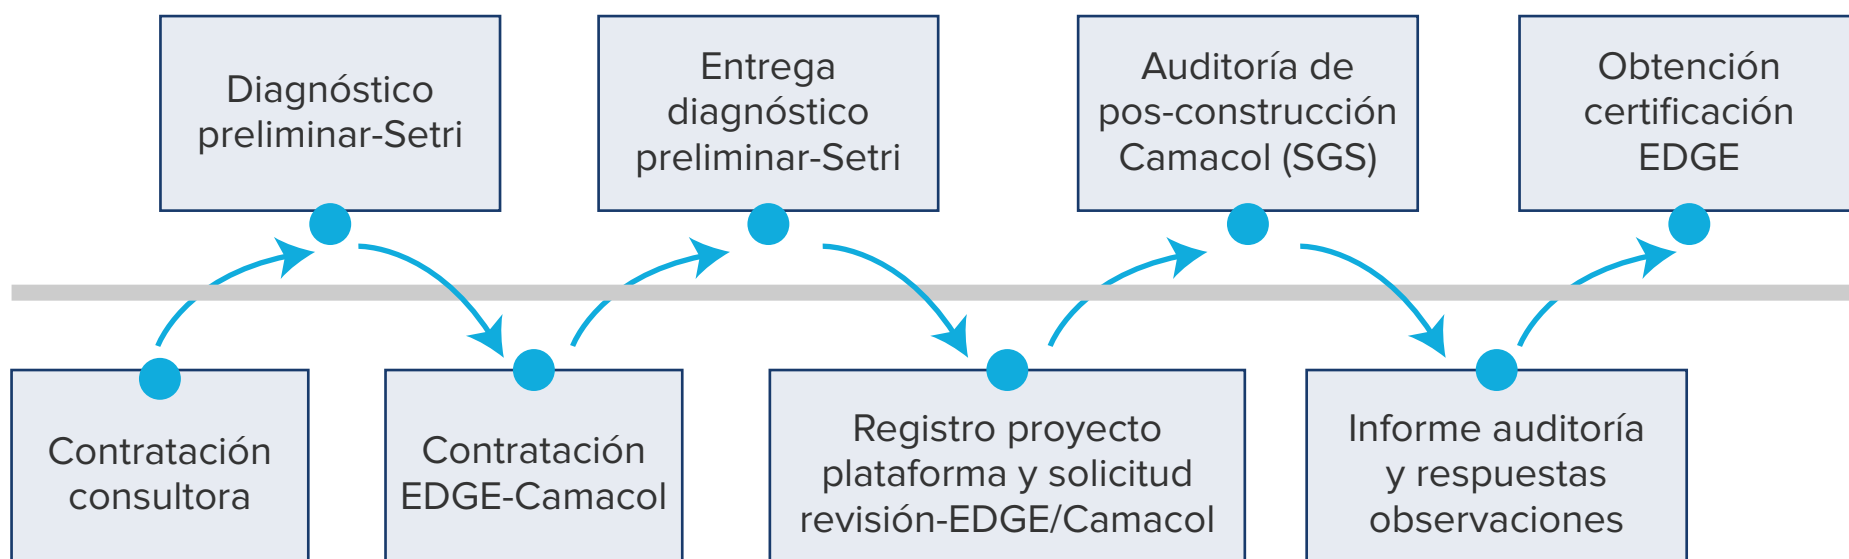 Diagnóstico
preliminar-Setri
Entrega
diagnóstico
preliminar-Setri
Auditoría de
pos-construcción
Camacol (SGS)
Obtención
certificación
EDGE
Contratación
consultora
Contratación
EDGE-Camacol
Registro proyecto
plataforma y solicitud
revisión-EDGE/Camacol
Informe auditoría
y respuestas
observaciones